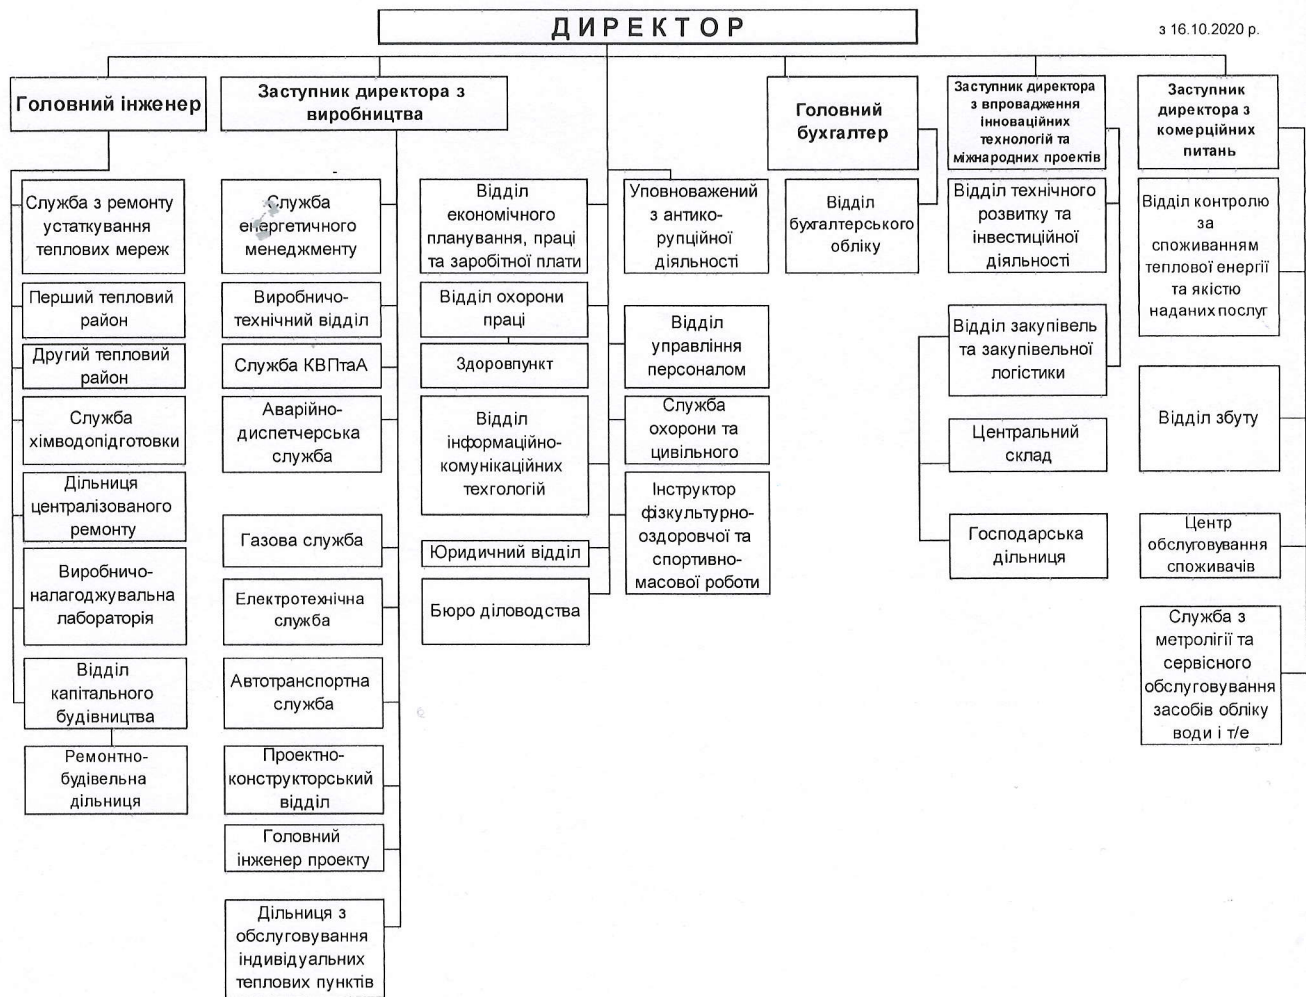 ДИРЕКТОР
з 16.10.2020 р.
Головний інженер
Заступник директора з
виробництва
Головний
бухгалтер
Заступник директора
з впровадження
інноваційних
технологій та
міжнародних проектів
Заступник
директора з
комерційних
питань
Служба з ремонту
устаткування
теплових мереж
Перший тепловий
район
Другий тепловий
район
Служба
хімводопідготовки
Дільниця
централізованого
ремонту
Виробничо-
налагоджувальна
лабораторія
Відділ
капітального
будівництва
Ремонтно-
будівельна
дільниця
Служба
енергетичного
менеджменту
Виробничо-
технічний відділ
Служба КВПтаА
Аварійно-
диспетчерська
служба
Газова служба
Електротехнічна
служба
Автотранспортна
служба
Проектно-
конструкторський
відділ
Головний
інженер проекту
Дільниця з
обслуговування
індивідуальних
теплових пунктів
Відділ
економічного
планування, праці
та заробітної плати
Відділ охорони
праці
Здоровпункт
Відділ
інформаційно-
комунікаційних
техгологій
Юридичний відділ
Бюро діловодства
Уповноважений
з антико-
рупційної
діяльності
Відділ
управління
персоналом
Служба
охорони та
цивільного
Інструктор
фізкультурно-
оздоровчої та
спортивно-
масової роботи
Відділ
бухгалтерського
обліку
Відділ технічного
розвитку та
інвестиційної
діяльності
Відділ закупівель
та закупівельної
логістики
Центральний
склад
Господарська
дільниця
Відділ контролю
за
споживанням
теплової енергії
та якістю
наданих послуг
Відділ збуту
Центр
обслуговування
споживачів
Служба з
метролігії та
сервісного
обслуговування
засобів обліку
води і т/е